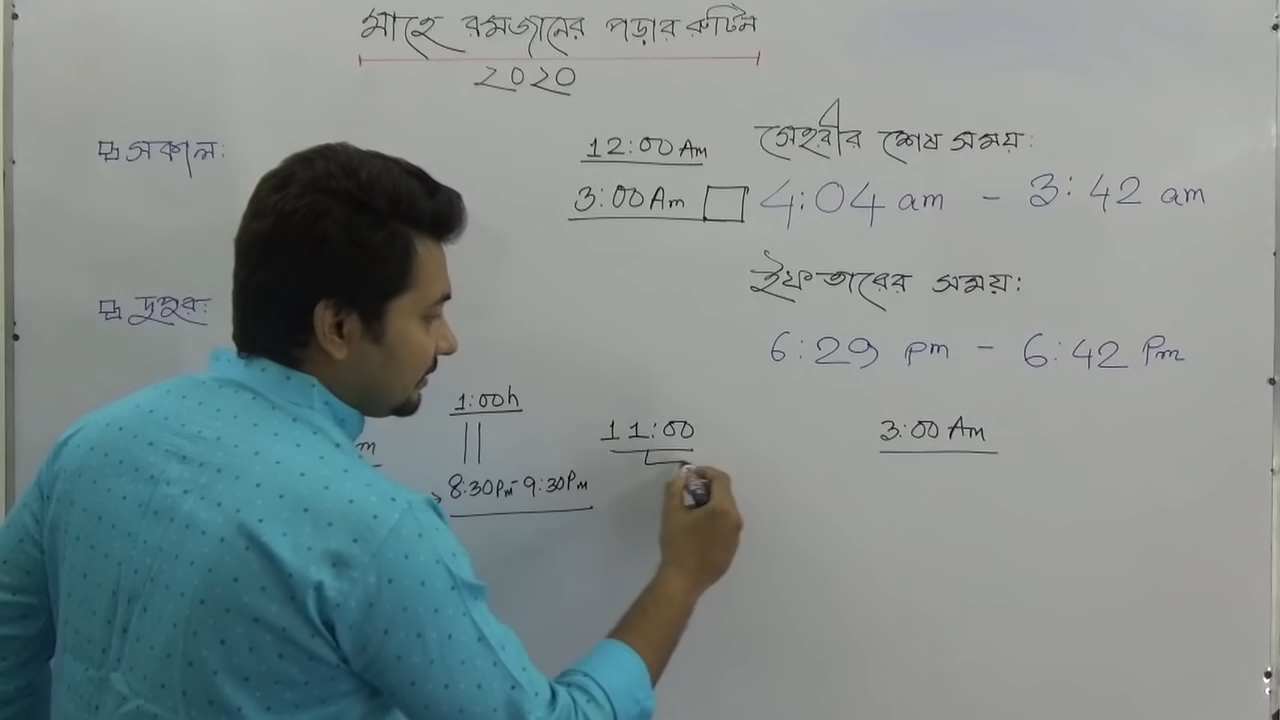 মাহে রমজানের পড়ার রুটিন
২০২০
সকাল:
12:00 Am
3:00 Am
সেহরীর শেষ সময়:
4:04 am - 3:42 am
ইফতারের সময়:
6:29 pm - 6:42 Pm
দুপুর:
1:00h
8:30Pm - 9:30Pm
11:00
3:00 Am
m